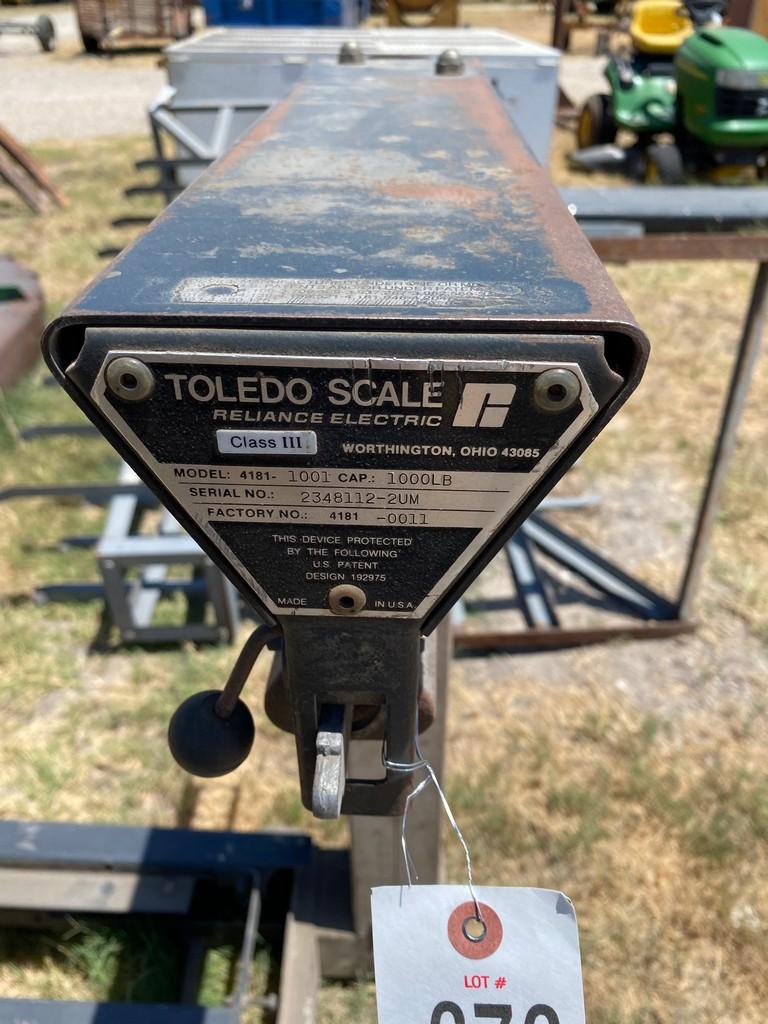 TOLEDO SCALE
RELIANCE ELECTRIC
Class III
WORTHINGTON, OHIO 43085
MODEL: 4181- 1001 CAP.: 1000LB
SERIAL NO.: 2348112-2UM
FACTORY NO.: 4181 -0011
THIS DEVICE PROTECTED
BY THE FOLLOWING
U.S. PATENT
DESIGN 192975
MADE IN U.S.A.
LOT #